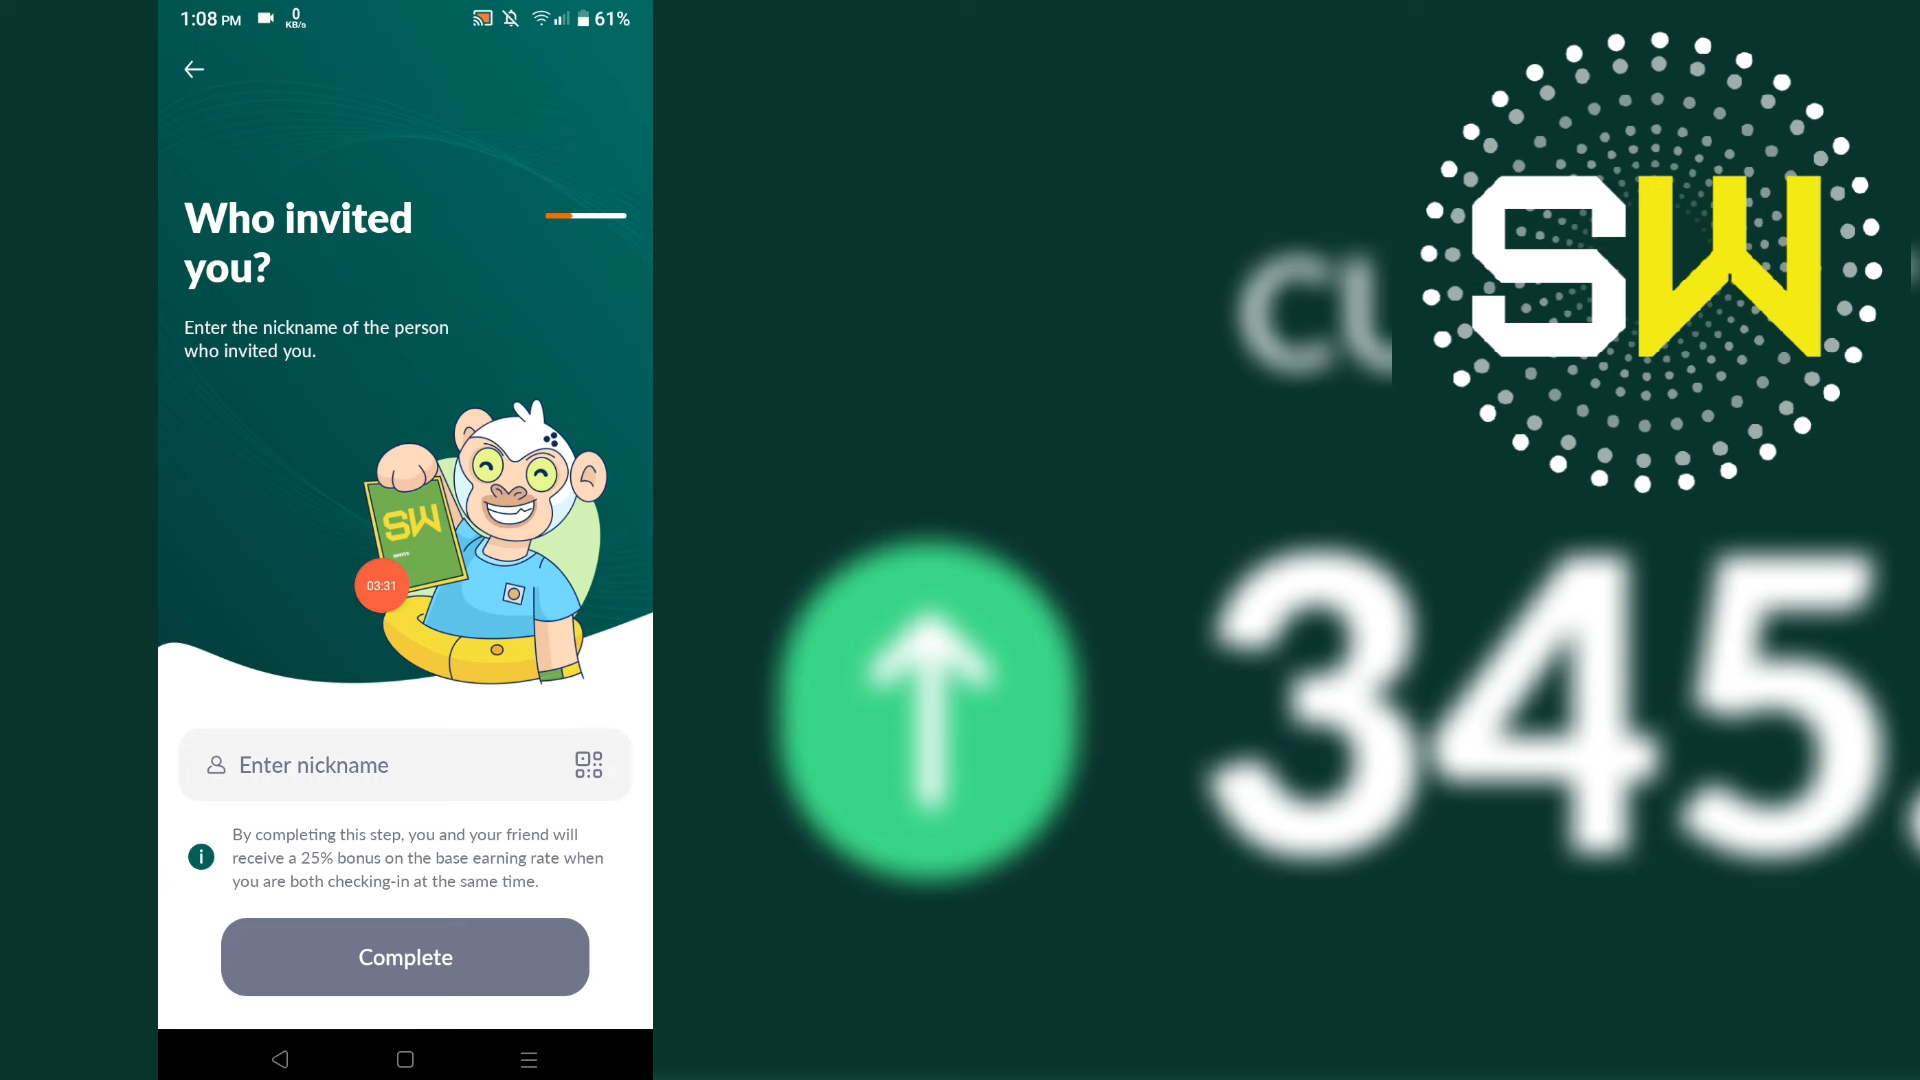 1:08 PM
0
KB/s
61%
Who invited
you?
Enter the nickname of the person
who invited you.
SW
03:31
Enter nickname
By completing this step, you and your friend will
receive a 25% bonus on the base earning rate when
you are both checking-in at the same time.
Complete
SW
345